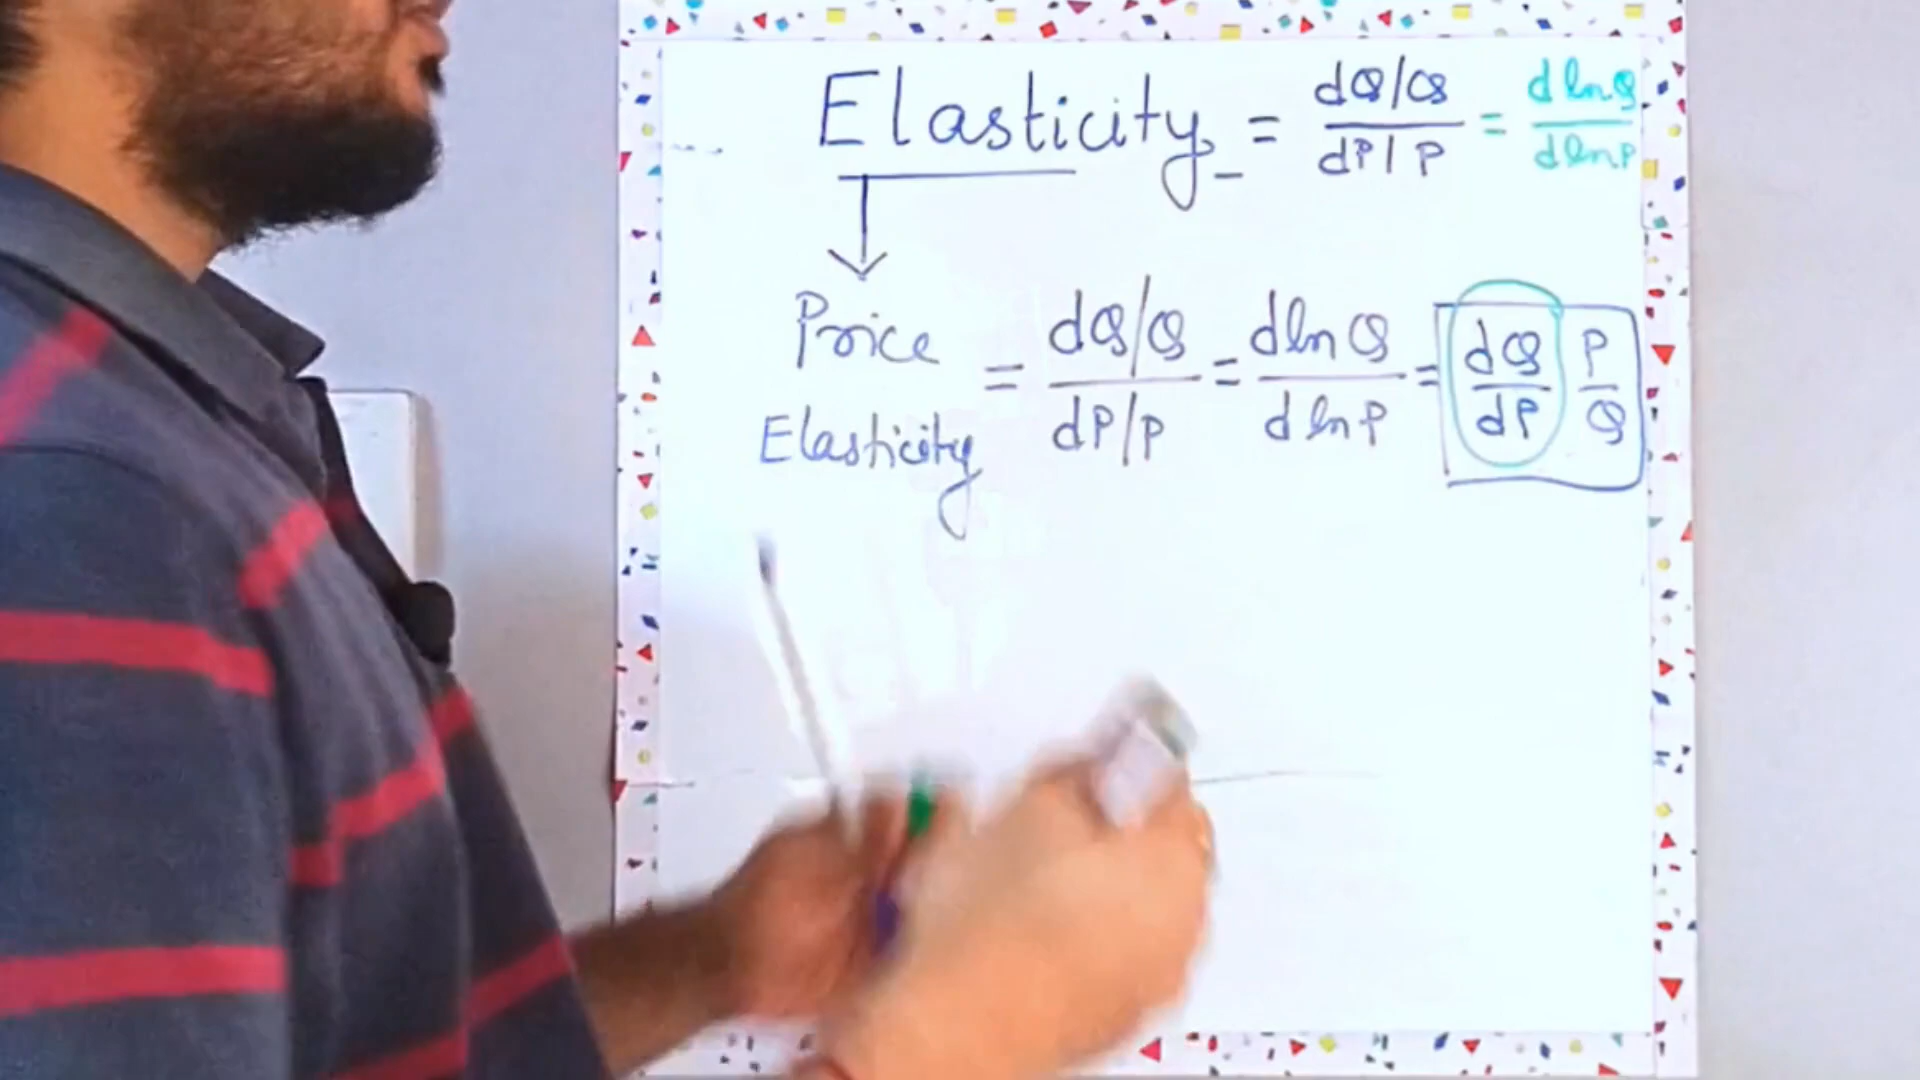 Elasticity = dQ/Q / dP/P = dlnQ / dlnP
Price Elasticity = dQ/Q / dP/P = dlnQ / dlnP = dQ/dP P/Q